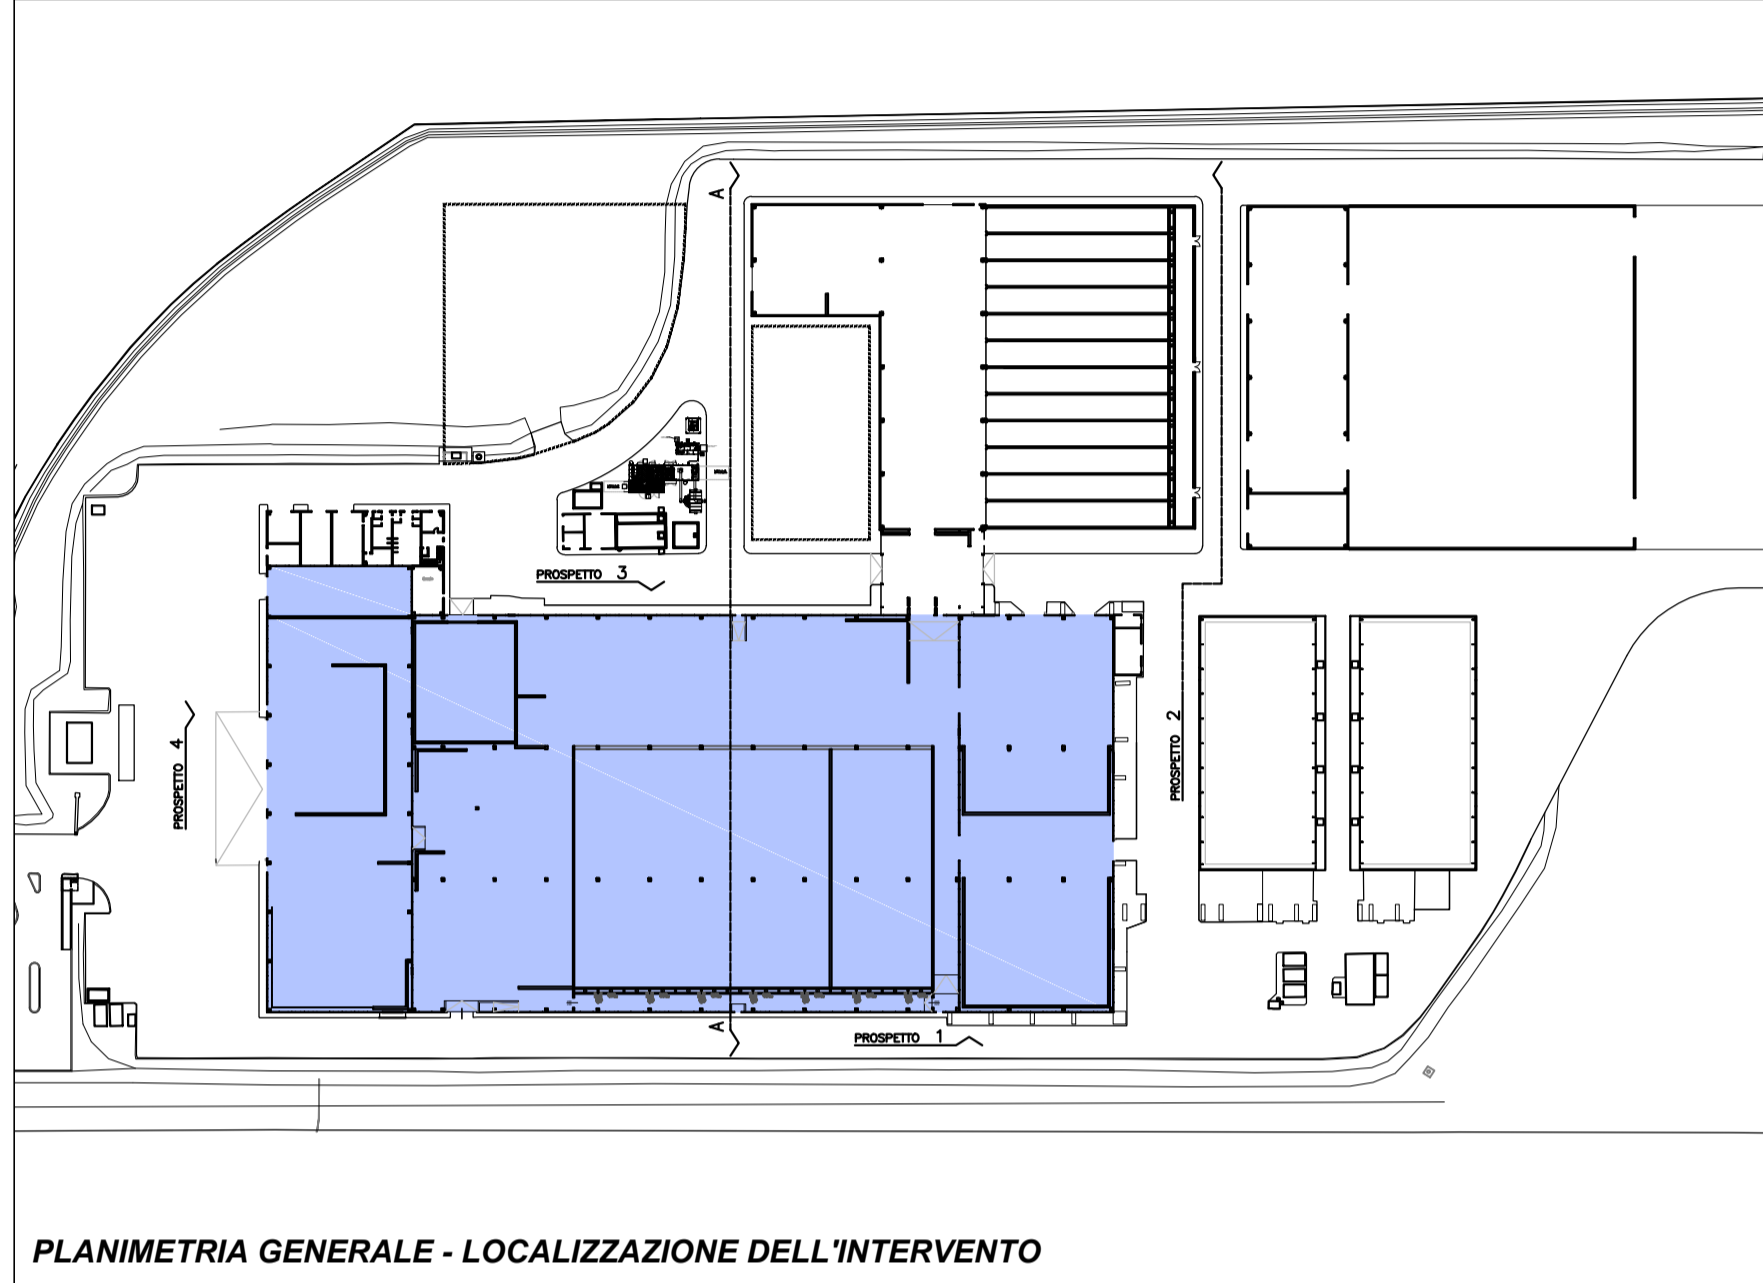 A
PROSPETTO 3
PROSPETTO 2
PROSPETTO 4
A
PROSPETTO 1
PLANIMETRIA GENERALE - LOCALIZZAZIONE DELL'INTERVENTO